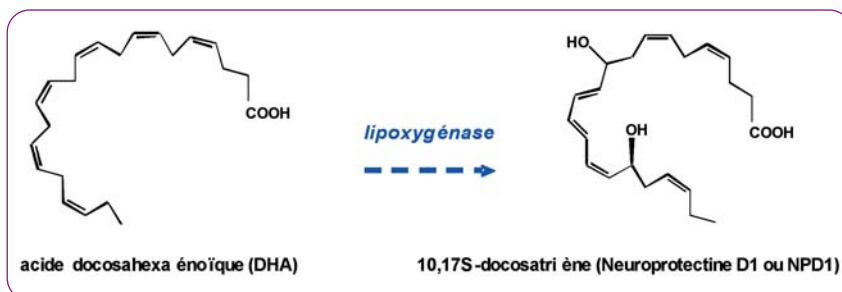 COOH
acide docosahexa énoïque (DHA)
lipoxygénase
HO
OH
COOH
10,17S-docosatri ène (Neuroprotectine D1 ou NPD1)